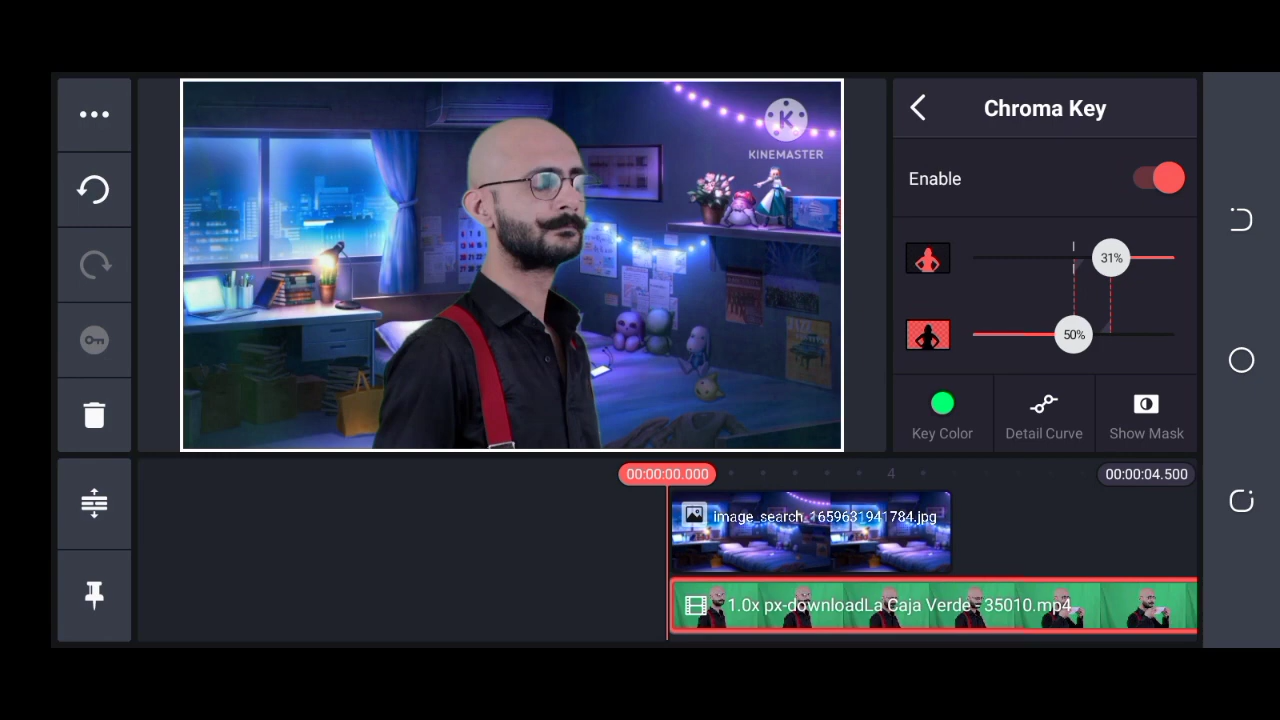 KINEMASTER
Chroma Key
Enable
31%
50%
Key Color
Detail Curve
Show Mask
00:00:00.000
4
00:00:04.500
image_search_1659631941784.jpg
1.0x px-downloadLa Caja Verde - 35010.mp4